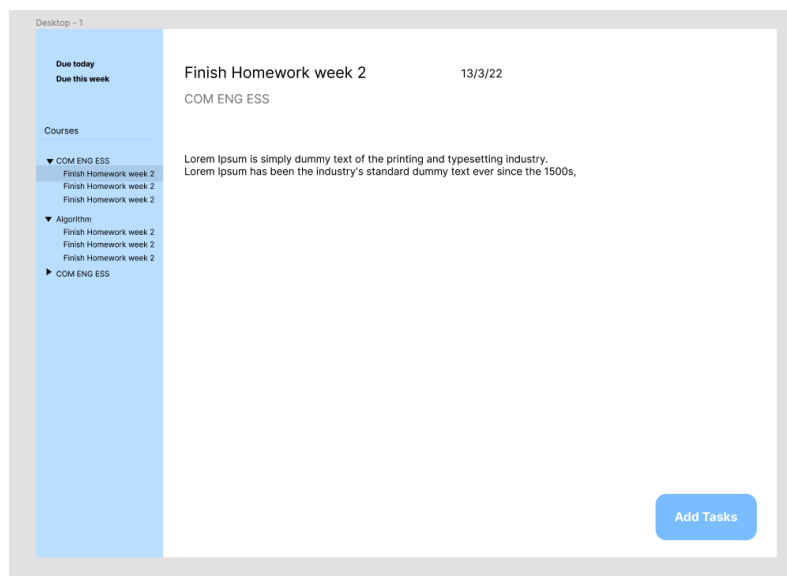 Desktop - 1
Due today
Due this week
Courses
COM ENG ESS
Finish Homework week 2
Finish Homework week 2
Finish Homework week 2
Algorithm
Finish Homework week 2
Finish Homework week 2
Finish Homework week 2
COM ENG ESS
Finish Homework week 2
13/3/22
COM ENG ESS
Lorem Ipsum is simply dummy text of the printing and typesetting industry.
Lorem Ipsum has been the industry's standard dummy text ever since the 1500s,
Add Tasks